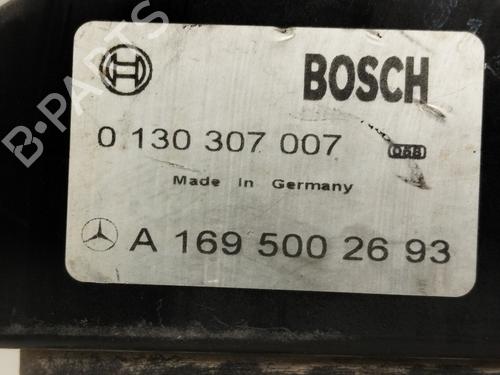 BOSCH
0 130 307 007 058
Made in Germany
A 169 500 26 93
B-PARTS